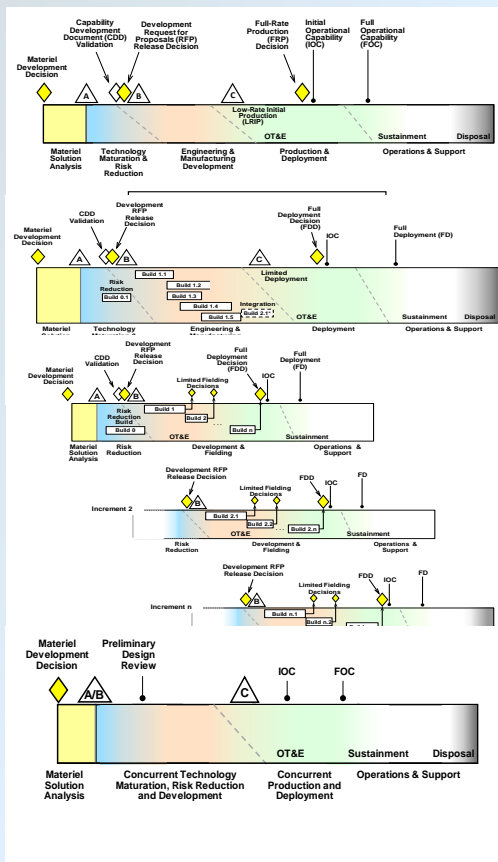 Capability
Development
Document (CDD)
Validation
Development
Request for
Proposals (RFP)
Release Decision
Full-Rate
Production
(FRP)
Decision
Initial
Operational
Capability
(IOC)
Full
Operational
Capability
(FOC)
Materiel
Development
Decision
A
B
C
Low-Rate Initial
Production
(LRIP)
OT&E
Sustainment
Disposal
Materiel
Solution
Analysis
Technology
Maturation &
Risk
Reduction
Engineering &
Manufacturing
Development
Production &
Deployment
Operations & Support
Materiel
Development
Decision
CDD
Validation
Development
RFP
Release
Decision
Full
Deployment
Decision
(FDD)
IOC
Full
Deployment (FD)
A
B
C
Risk
Reduction
Build 0.1
Build 1.1
Build 1.2
Build 1.3
Build 1.4
Build 1.5
Integration
Build 2.1*
Limited
Deployment
OT&E
Sustainment
Disposal
Materiel
Technology
Engineering &
Deployment
Operations & Support
Materiel
Development
Decision
CDD
Validation
Development
RFP
Release
Decision
Limited Fielding
Decisions
Full
Deployment
Decision
(FDD)
IOC
Full
Deployment
(FD)
A
B
Risk
Reduction
Build
Build 0
Build 1
Build 2
...
Build n
OT&E
Sustainment
Materiel
Solution
Analysis
Risk
Reduction
Development &
Fielding
Operations &
Support
Development RFP
Release Decision
Limited Fielding
Decisions
FDD
IOC
FD
Increment 2
B
Build 2.1
Build 2.2
...
Build 2.n
OT&E
Sustainment
Risk
Reduction
Development &
Fielding
Operations &
Support
Development RFP
Release Decision
Limited Fielding
Decisions
FDD
IOC
FD
Increment n
B
Build n.1
Build n.2
Materiel
Development
Decision
Preliminary
Design
Review
IOC
FOC
A/B
C
OT&E
Sustainment
Disposal
Materiel
Solution
Analysis
Concurrent Technology
Maturation, Risk Reduction
and Development
Concurrent
Production and
Deployment
Operations & Support